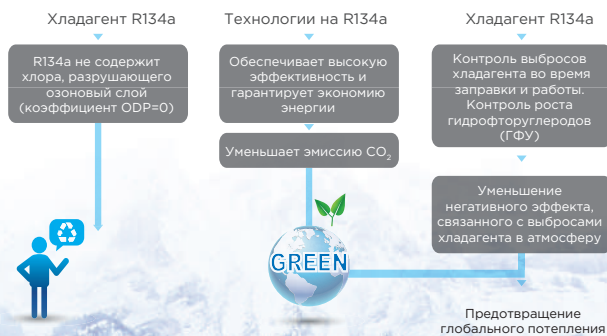 Хладагент R134a
R134a не содержит
хлора, разрушающего
озоновый слой
(коэффициент ODP=0)
Технологии на R134a
Обеспечивает высокую
эффективность и
гарантирует экономию
энергии
Уменьшает эмиссию CO₂
GREEN
Хладагент R134a
Контроль выбросов
хладагента во время
заправки и работы.
Контроль роста
гидрофторуглеродов
(ГФУ)
Уменьшение
негативного эффекта,
связанного с выбросами
хладагента в атмосферу
Предотвращение
глобального потепления